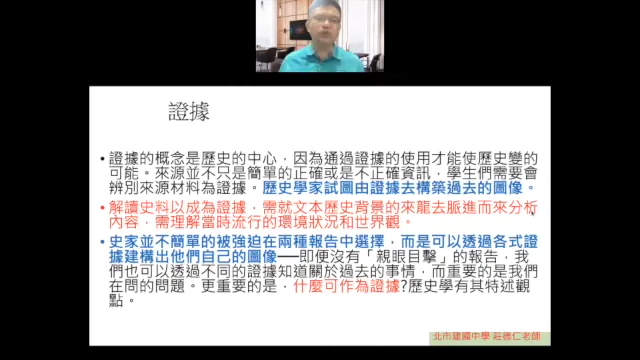 證據
• 證據的概念是歷史的中心，因為通過證據的使用才能使歷史變的
可能。來源並不只是簡單的正確或是不正確資訊，學生們需要會
辨別來源材料為證據。歷史學家試圖由證據去構築過去的圖像。
• 解讀史料以成為證據，需就文本歷史背景的來龍去脈進而來分析
內容，需理解當時流行的環境狀況和世界觀。
• 史家並不簡單的被強迫在兩種報告中選擇，而是可以透過各式證
據建構出他們自己的圖像──即便沒有「親眼目擊」的報告，我
們也可以透過不同的證據知道關於過去的事情，而重要的是我們
在問的問題。更重要的是，什麼可作為證據?歷史學有其特述觀
點。
北市建國中學 莊德仁老師